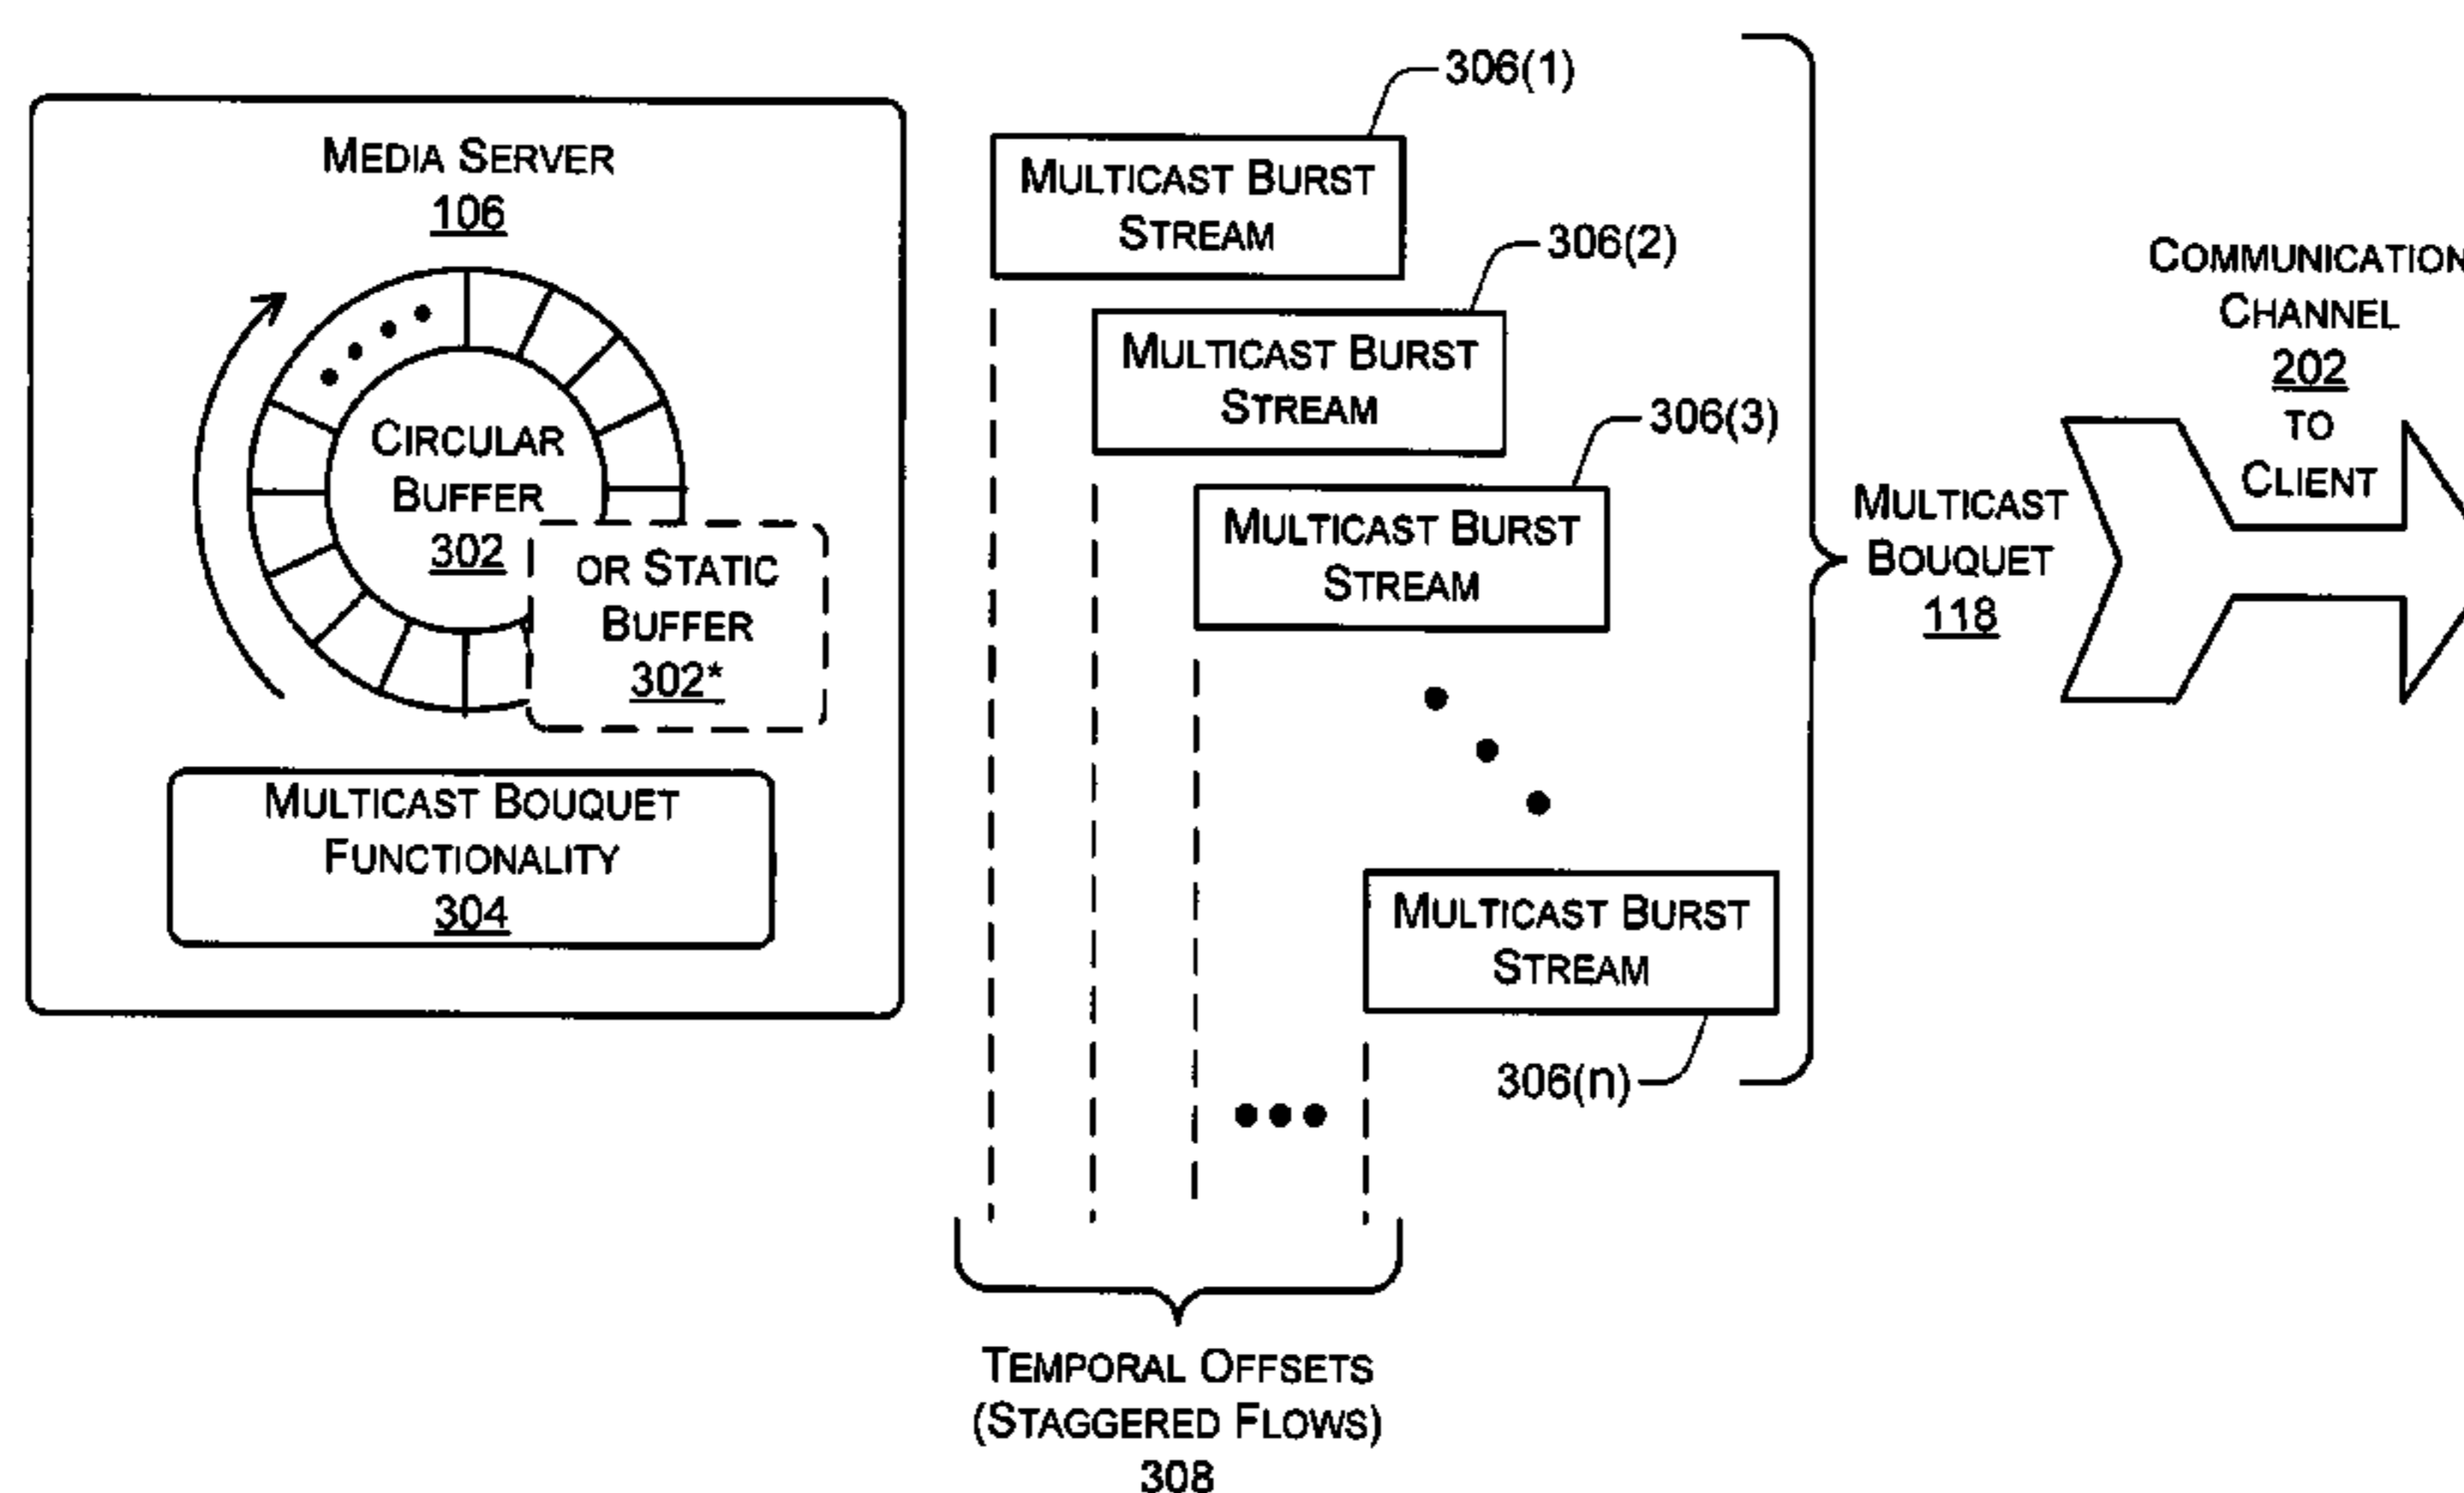 MEDIA SERVER
106
CIRCULAR
BUFFER
302
OR STATIC
BUFFER
302*
MULTICAST BOUQUET
FUNCTIONALITY
304
306(1)
MULTICAST BURST
STREAM
306(2)
MULTICAST BURST
STREAM
306(3)
MULTICAST BURST
STREAM
MULTICAST BURST
STREAM
306(n)
TEMPORAL OFFSETS
(STAGGERED FLOWS)
308
MULTICAST
BOUQUET
118
COMMUNICATION
CHANNEL
202
TO
CLIENT